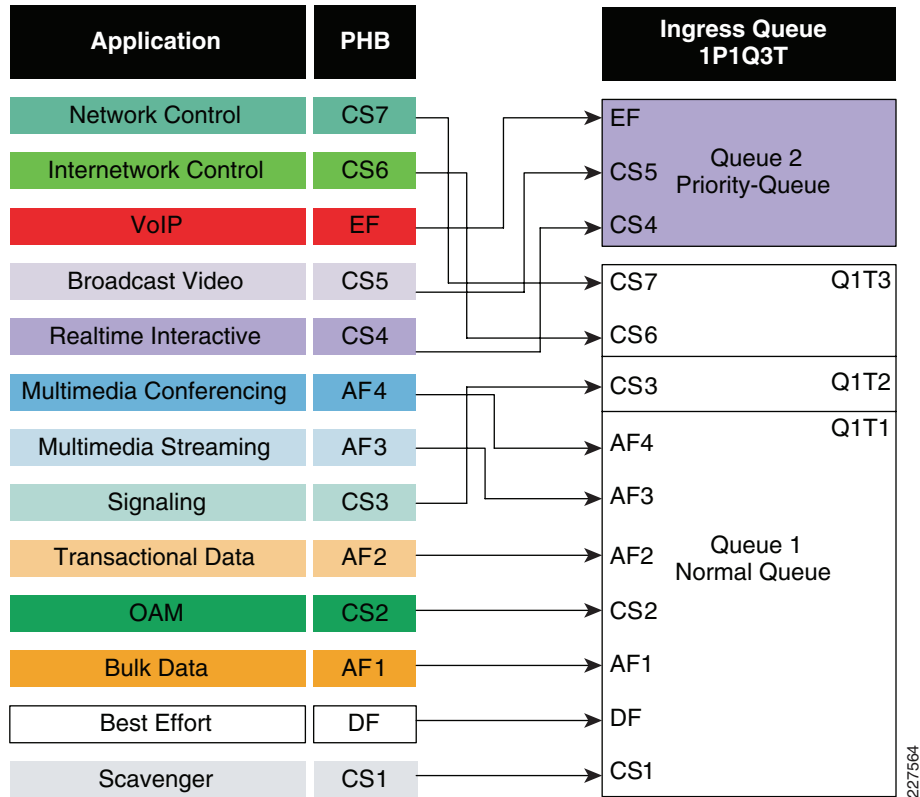 Application
PHB
Ingress Queue
1P1Q3T
Network Control
CS7
Internetwork Control
CS6
VoIP
EF
Broadcast Video
CS5
Realtime Interactive
CS4
Multimedia Conferencing
AF4
Multimedia Streaming
AF3
Signaling
CS3
Transactional Data
AF2
OAM
CS2
Bulk Data
AF1
Best Effort
DF
Scavenger
CS1
EF
CS5
CS4
Queue 2
Priority-Queue
CS7
Q1T3
CS6
CS3
Q1T2
Q1T1
AF4
AF3
AF2
CS2
AF1
DF
CS1
Queue 1
Normal Queue
227564